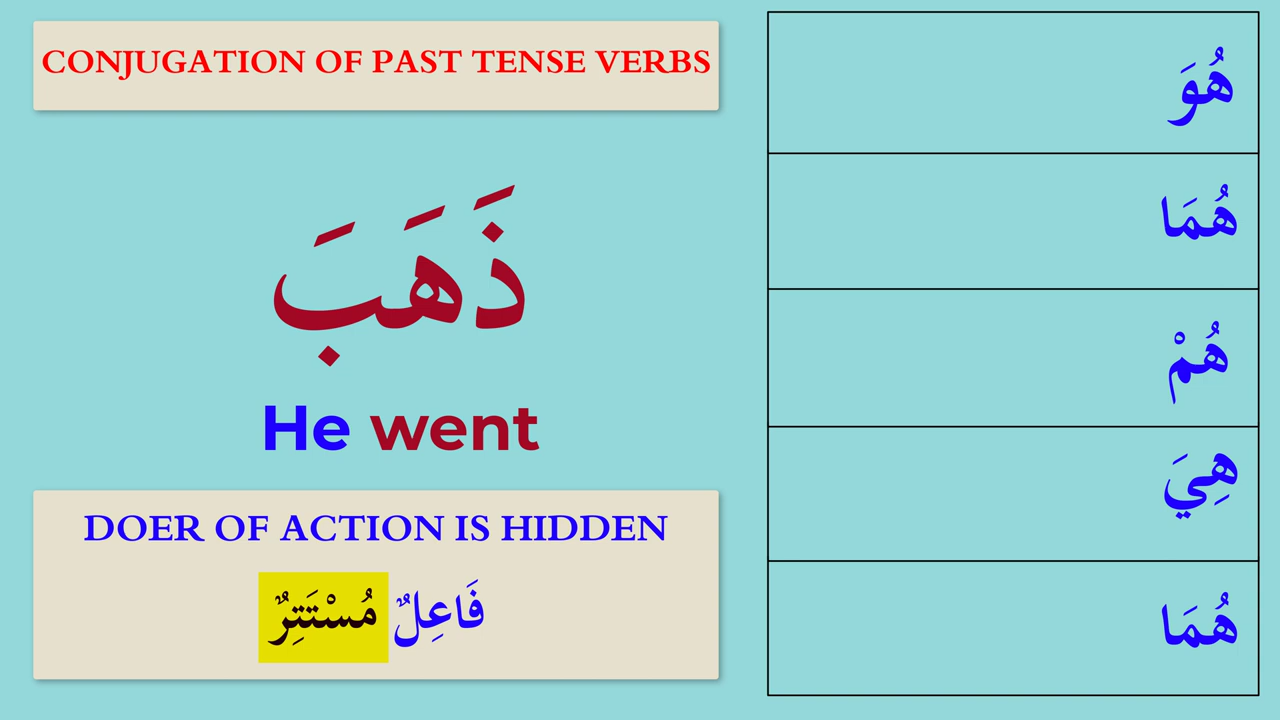 CONJUGATION OF PAST TENSE VERBS
ذَهَبَ
He went
DOER OF ACTION IS HIDDEN
فَاعِلٌ مُسْتَتِرٌ
هُوَ
هُمَا
هُمْ
هِيَ
هُمَا